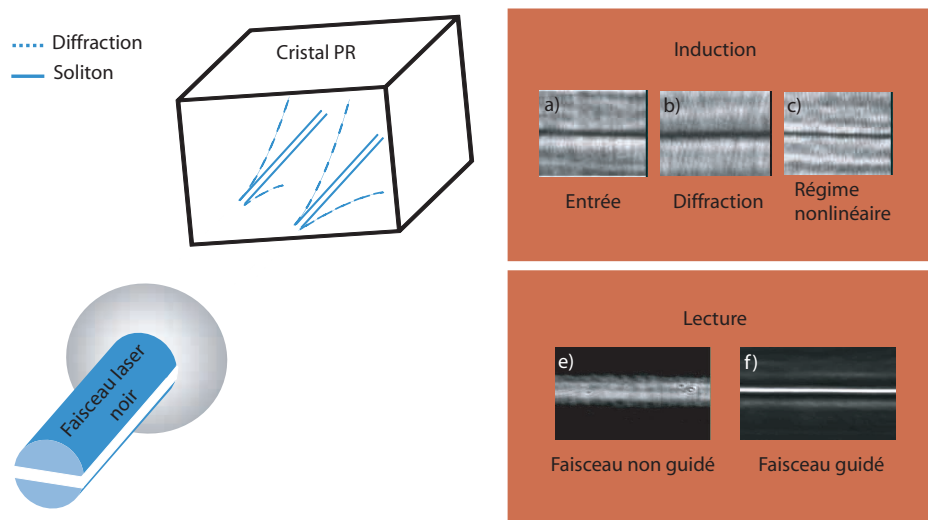 Diffraction
Soliton
Cristal PR
Faisceau laser
noir
Induction
a)
b)
c)
Entrée
Diffraction
Régime
nonlinéaire
Lecture
e)
f)
Faisceau non guidé
Faisceau guidé